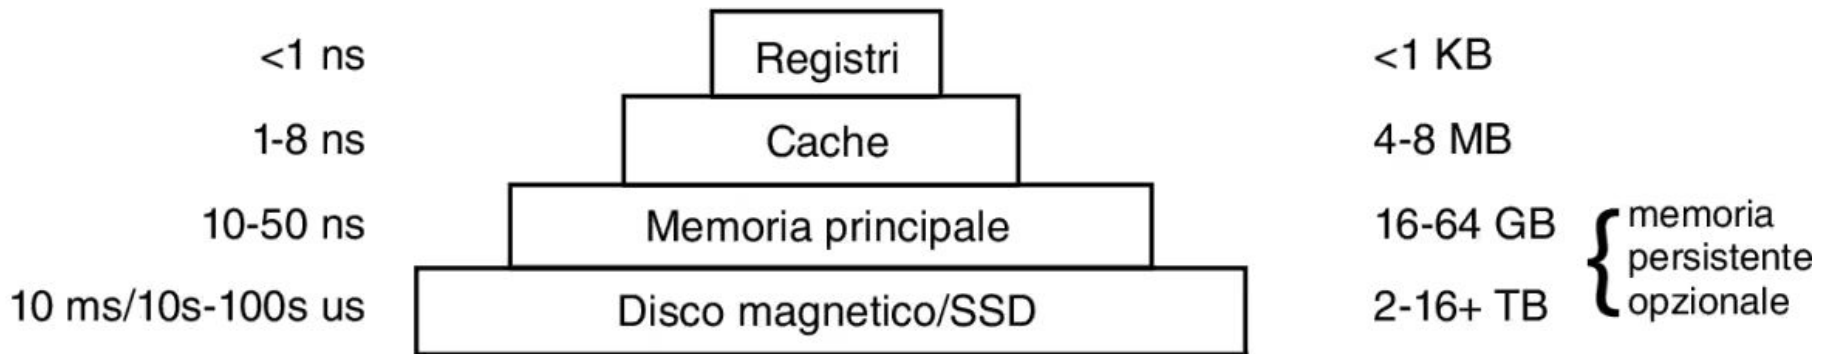 <1 ns Registri <1 KB
1-8 ns Cache 4-8 MB
10-50 ns Memoria principale 16-64 GB
memoria
persistente
opzionale
10 ms/10s-100s us Disco magnetico/SSD 2-16+ TB